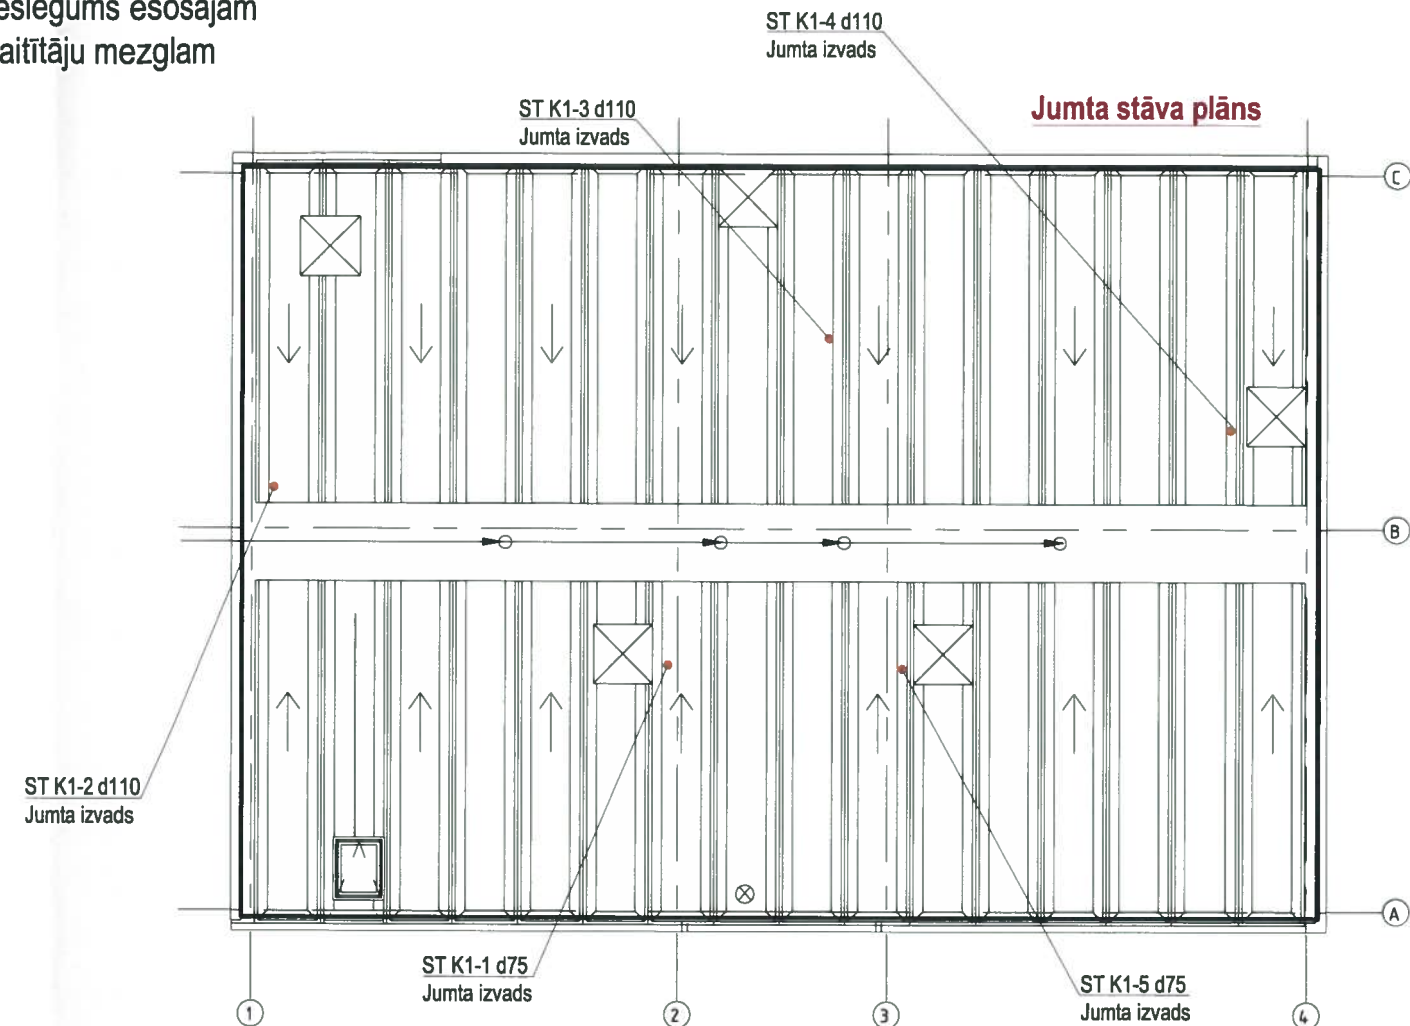 esošajam
mezglam
ST K1-4 d110
Jumta izvads
ST K1-3 d110
Jumta izvads
Jumta stāva plāns
C
B
ST K1-2 d110
Jumta izvads
A
ST K1-1 d75
Jumta izvads
ST K1-5 d75
Jumta izvads
1
2
3
4